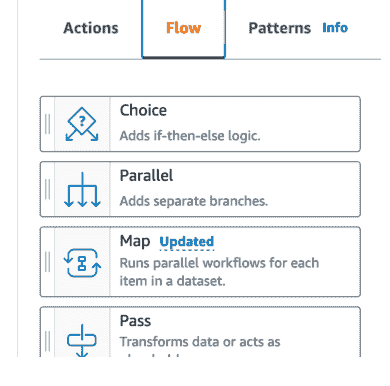 Actions Flow Patterns Info
?
Choice
Adds if-then-else logic.
Parallel
Adds separate branches.
Map Updated
Runs parallel workflows for each
item in a dataset.
Pass
Transforms data or acts as